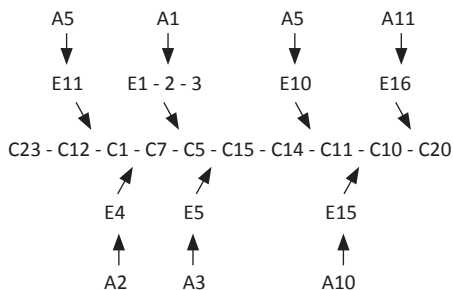 A5 A1 A5 A11
E11 E1 - 2 - 3 E10 E16
C23 - C12 - C1 - C7 - C5 - C15 - C14 - C11 - C10 - C20
E4 E5 E15
A2 A3 A10